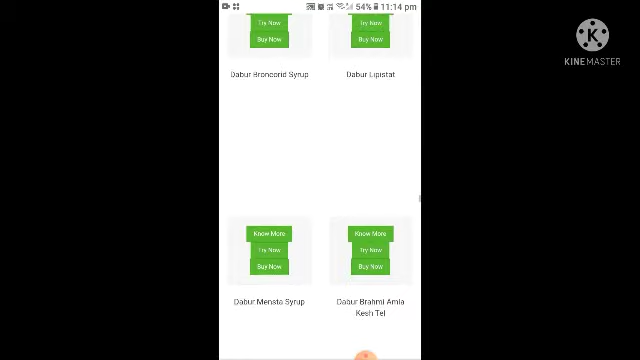 54% 11:14 pm
Try Now
Buy Now
Try Now
Buy Now
Dabur Broncorid Syrup
Dabur Lipistat
K
KINEMASTER
Know More
Try Now
Buy Now
Know More
Try Now
Buy Now
Dabur Mensta Syrup
Dabur Brahmi Amla
Kesh Tel